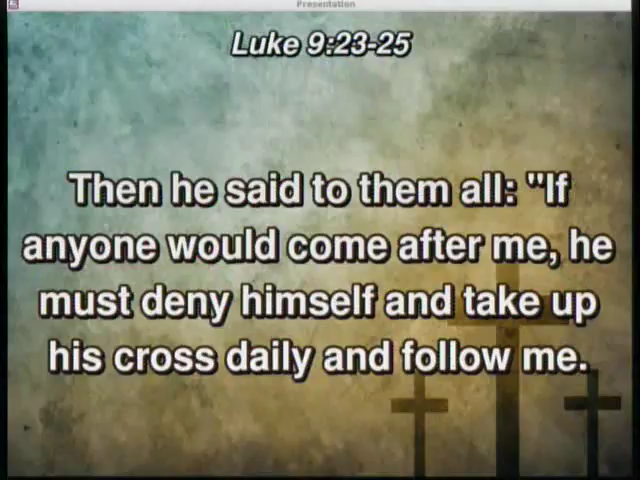 Presentation
Luke 9:23-25
Then he said to them all: "If
anyone would come after me, he
must deny himself and take up
his cross daily and follow me.